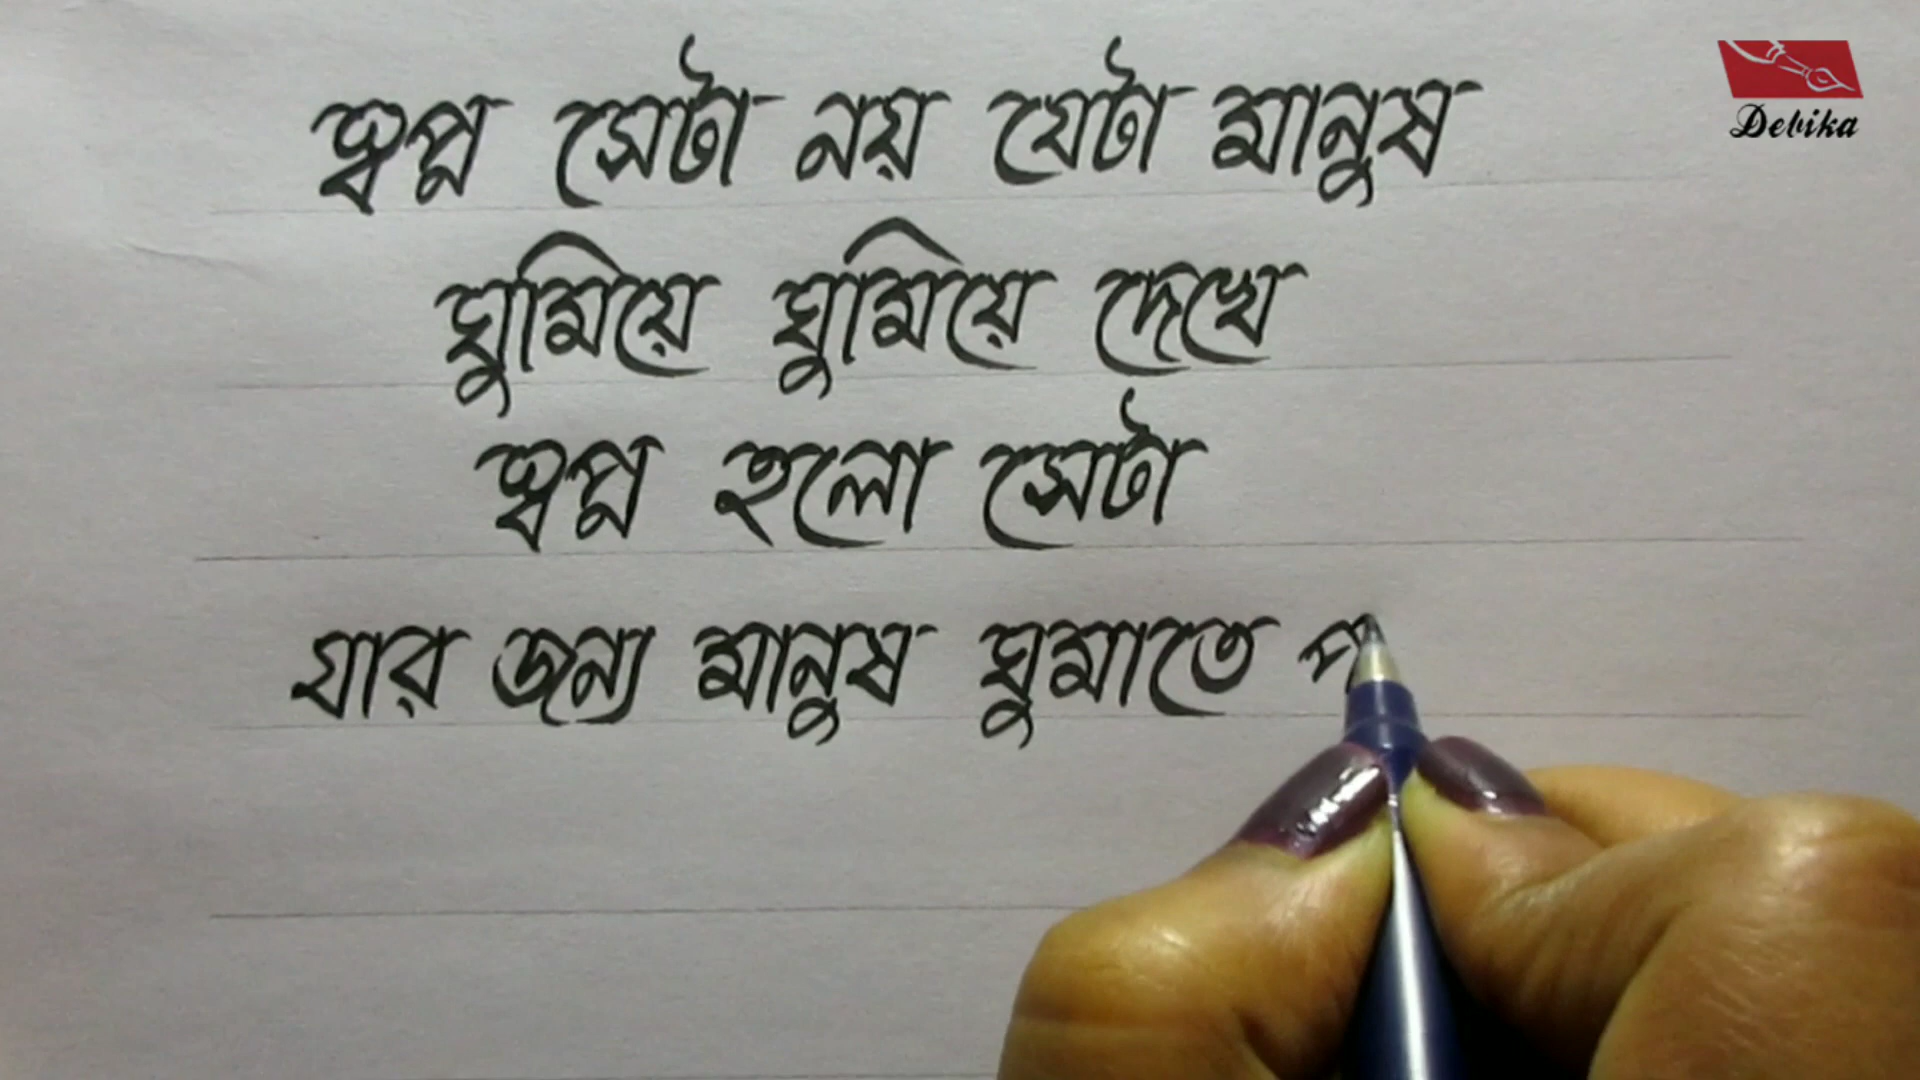 স্বপ্ন সেটা নয় যেটা মানুষ
ঘুমিয়ে ঘুমিয়ে দেখে
স্বপ্ন হলো সেটা
যার জন্য মানুষ ঘুমাতে প
Debika